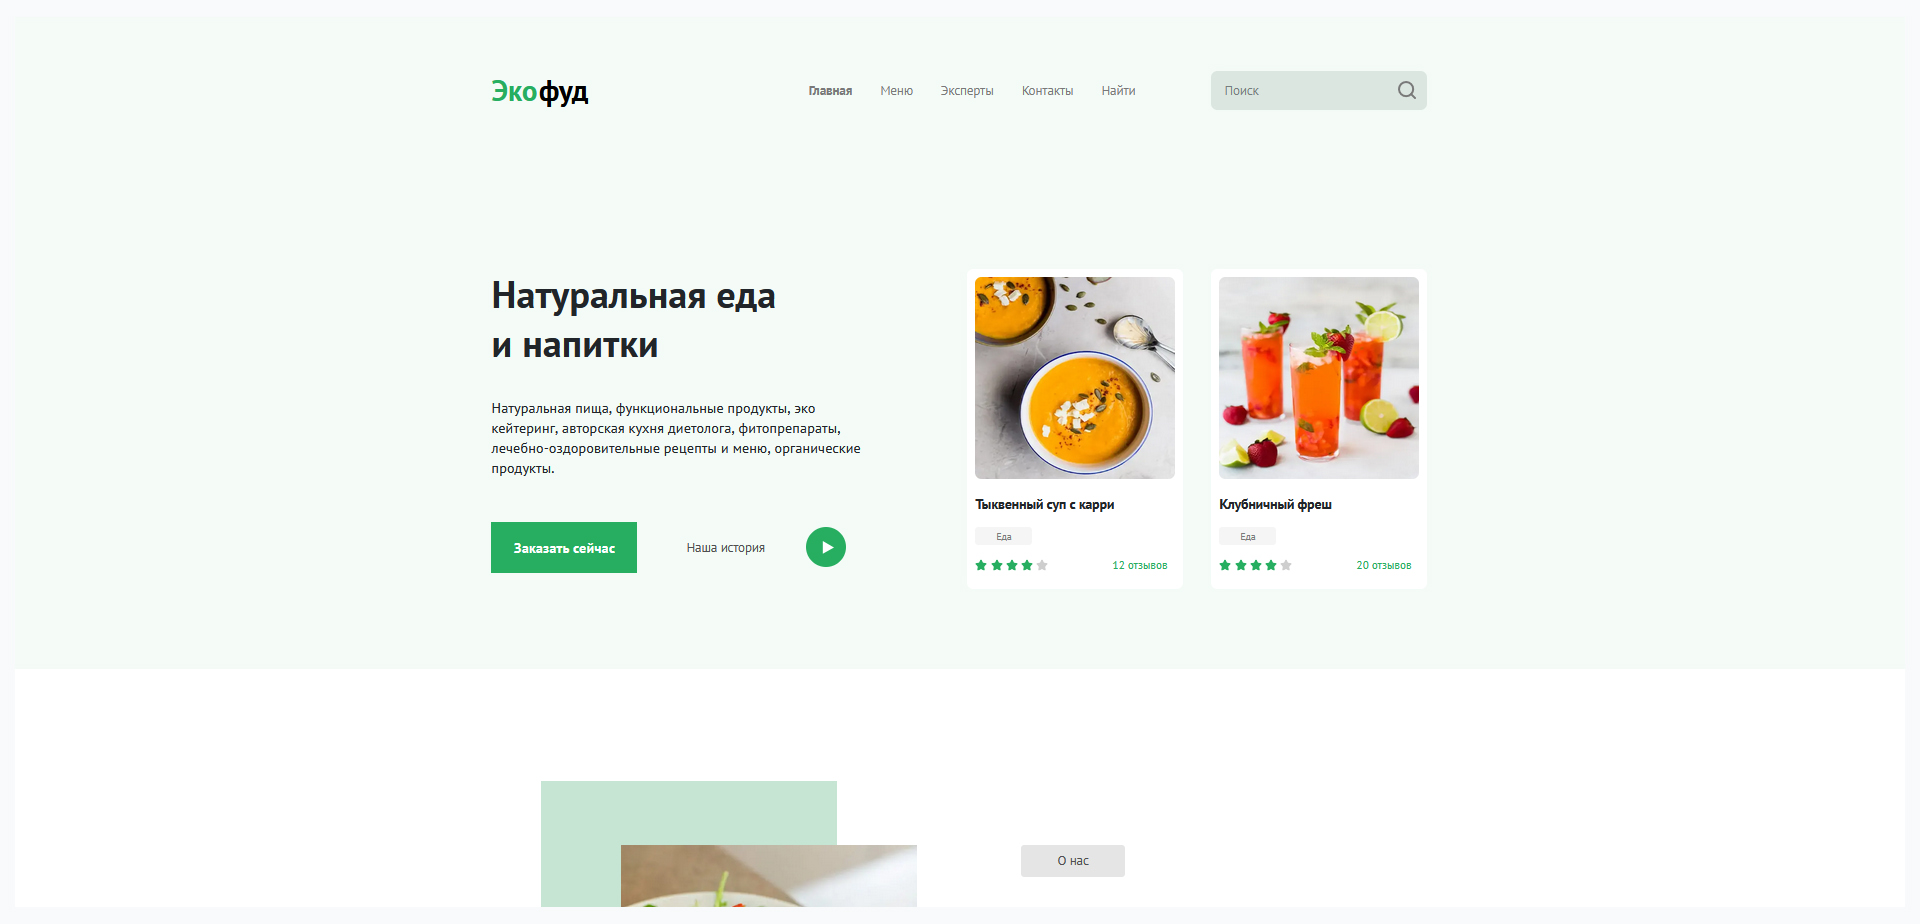 Экофуд
Главная
Меню
Эксперты
Контакты
Найти
Поиск
Натуральная еда
и напитки
Натуральная пища, функциональные продукты, эко
кейтеринг, авторская кухня диетолога, фитопрепараты,
лечебно-оздоровительные рецепты и меню, органические
продукты.
Заказать сейчас
Наша история
Тыквенный суп с карри
Еда
12 отзывов
Клубничный фреш
Еда
20 отзывов
О нас